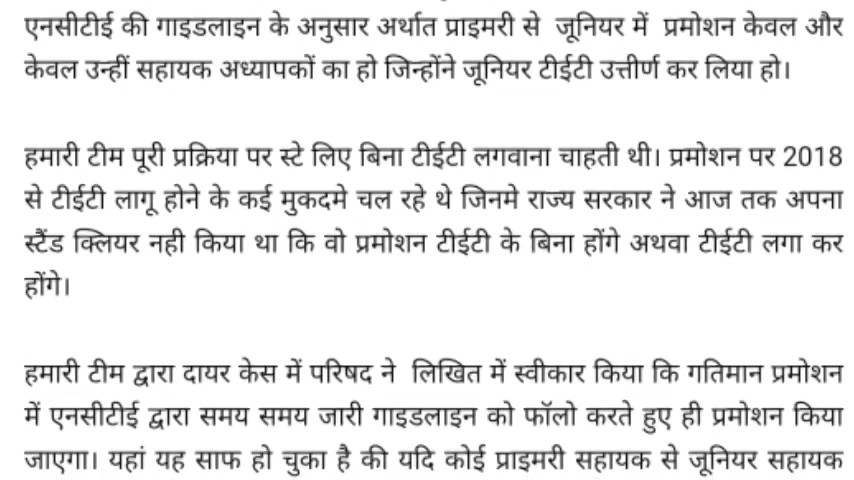 एनसीटीई की गाइडलाइन के अनुसार अर्थात प्राइमरी से जूनियर में प्रमोशन केवल और
केवल उन्हीं सहायक अध्यापकों का हो जिन्होंने जूनियर टीईटी उत्तीर्ण कर लिया हो।
हमारी टीम पूरी प्रक्रिया पर स्टे लिए बिना टीईटी लगवाना चाहती थी। प्रमोशन पर 2018
से टीईटी लागू होने के कई मुकदमे चल रहे थे जिनमे राज्य सरकार ने आज तक अपना
स्टैंड क्लियर नही किया था कि वो प्रमोशन टीईटी के बिना होंगे अथवा टीईटी लगा कर
होंगे।
हमारी टीम द्वारा दायर केस में परिषद ने लिखित में स्वीकार किया कि गतिमान प्रमोशन
में एनसीटीई द्वारा समय समय जारी गाइडलाइन को फॉलो करते हुए ही प्रमोशन किया
जाएगा। यहां यह साफ हो चुका है की यदि कोई प्राइमरी सहायक से जूनियर सहायक